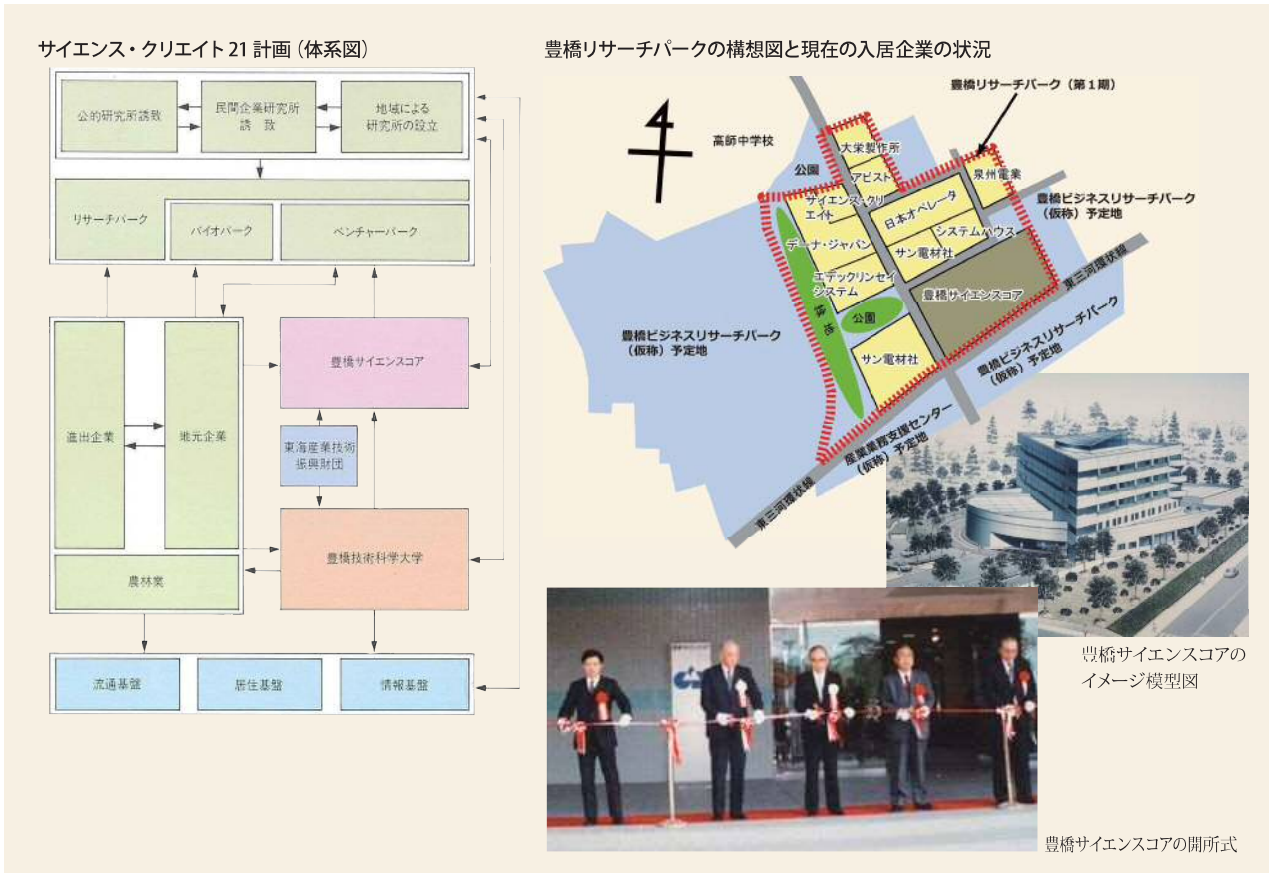 サイエンス・クリエイト21計画（体系図）
公的研究所誘致
民間企業研究所
誘　致
地域による
研究所の設立
リサーチパーク
バイオパーク
ベンチャーパーク
進出企業
地元企業
農林業
豊橋サイエンスコア
東海産業技術
振興財団
豊橋技術科学大学
流通基盤
居住基盤
情報基盤
豊橋リサーチパークの構想図と現在の入居企業の状況
豊橋リサーチパーク（第1期）
高師中学校
公園
大栄製作所
アピスト
泉州電業
サイエンス・クリ
エイト
日本オペレータ
豊橋ビジネスリサーチパーク
（仮称）予定地
システムハウス
デーナ・ジャパン
サン電材社
エデックリンセイ
システム
豊橋サイエンスコア
東三河環状線
緑地
公園
豊橋ビジネスリサーチパーク
（仮称）予定地
サン電材社
豊橋ビジネスリサーチパーク
（仮称）予定地
産業業務支援センター
（仮称）予定地
東三河環状線
豊橋サイエンスコアの
イメージ模型図
豊橋サイエンスコアの開所式